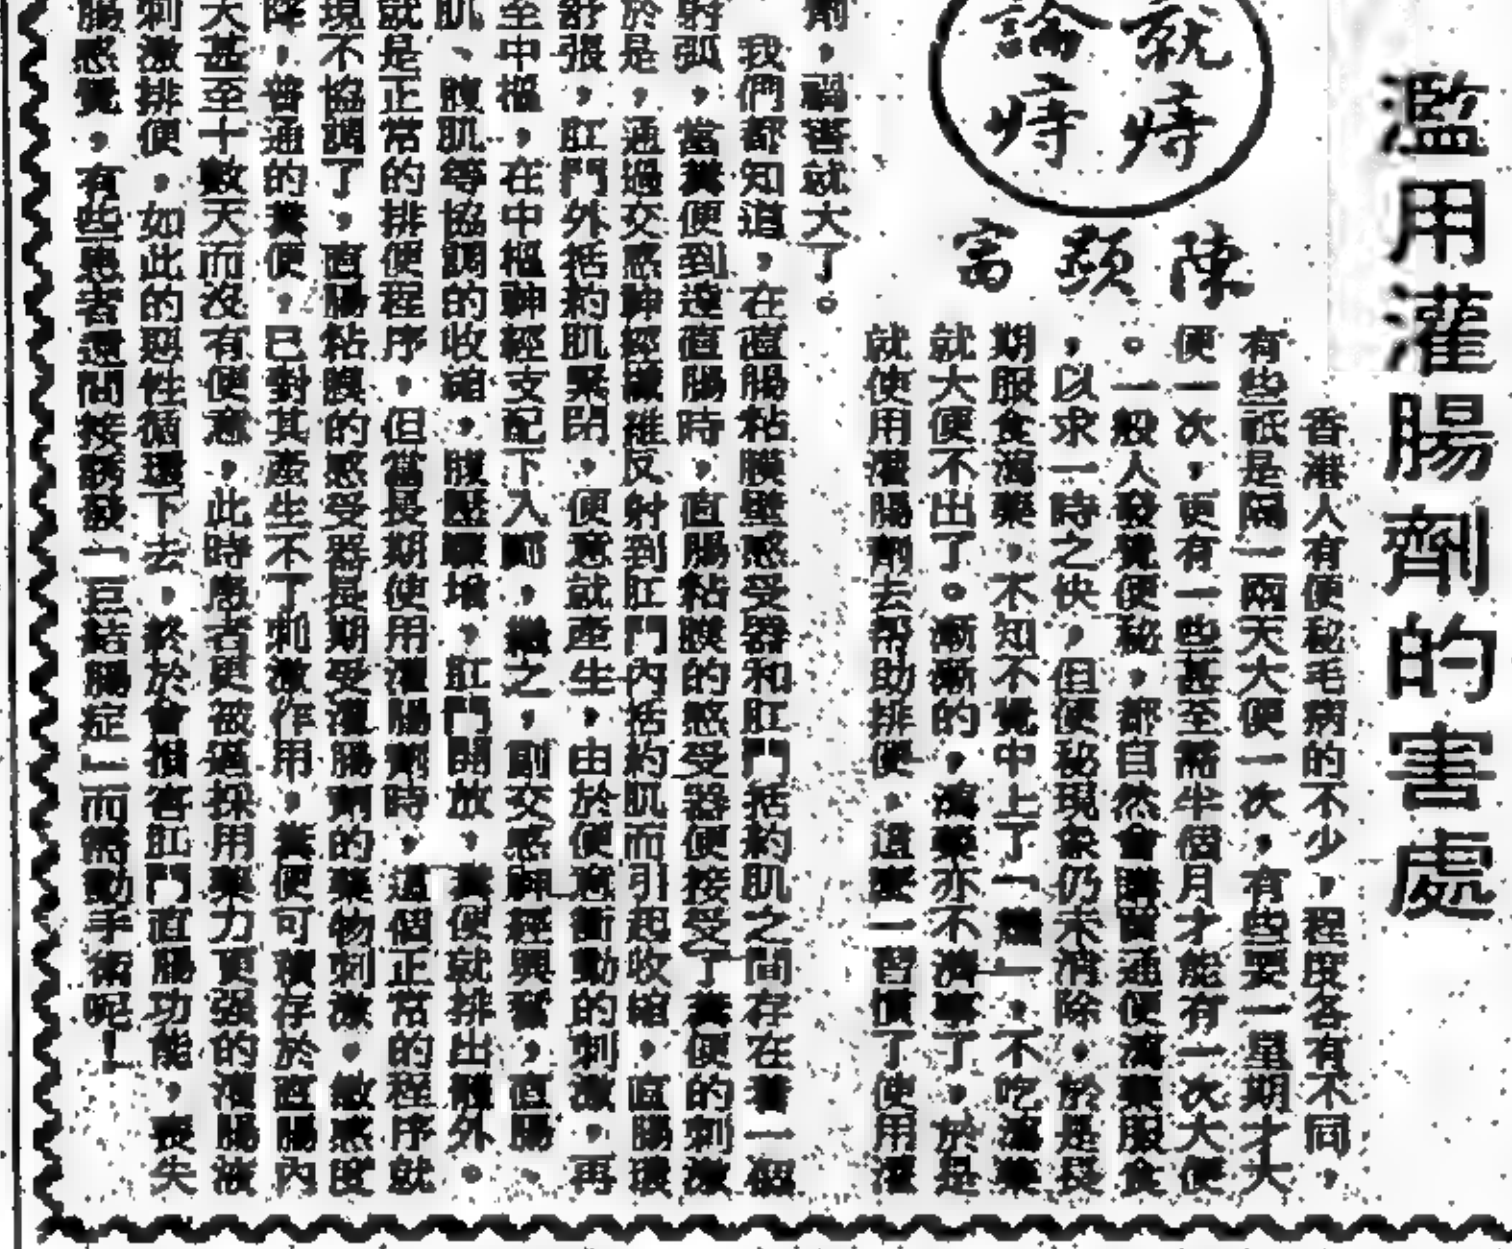 濫用灌腸劑的害處
就痔
論痔
陳顥富
香港人有便秘毛病的不少，程度各有不同，
有些祇是隔一兩天大便一次，有些要一星期才大
便一次，更有一些甚至需半個月才能有一次大便
。一般人發覺便秘，都自然會購買通便瀉藥服食
，以求一時之快，但便秘現象仍未消除，於是長
期服食瀉藥，不知不覺中上了「癮」，不吃瀉藥
就大便不出了。漸漸的，瀉藥亦不濟事了，於是
就使用灌腸劑去幫助排便，這麼一習慣了使用灌
劑，禍害就大了。
我們都知道，在直腸粘膜壁感受器和肛門括約肌之間存在著一個
射弧，當糞便到達直腸時，直腸粘膜的感受器便接受了糞便的刺激
於是，通過交感神經纖維反射到肛門內括約肌而引起收縮，直腸環
舒張，肛門外括約肌緊閉，便意就產生，由於便意衝動的刺激，再
至中樞，在中樞神經支配下入廁，繼之，副交感神經興奮，直腸、
肌、腹肌等協調的收縮，腹壓驟增，肛門開放，糞便就排出體外。
就是正常的排便程序，但當長期使用灌腸劑時，這個正常的程序就
現不協調了，直腸粘膜的感受器長期受灌腸劑的藥物刺激，敏感度
降，普通的糞便，已對其產生不了刺激作用，糞便可積存於直腸內
大甚至十數天而沒有便意，此時患者更被迫採用藥力更強的灌腸液
刺激排便，如此的惡性循環下去，終於會損害肛門直腸功能，喪失
腸感覺，有些患者還間接誘發「巨結腸症」而需動手術呢！